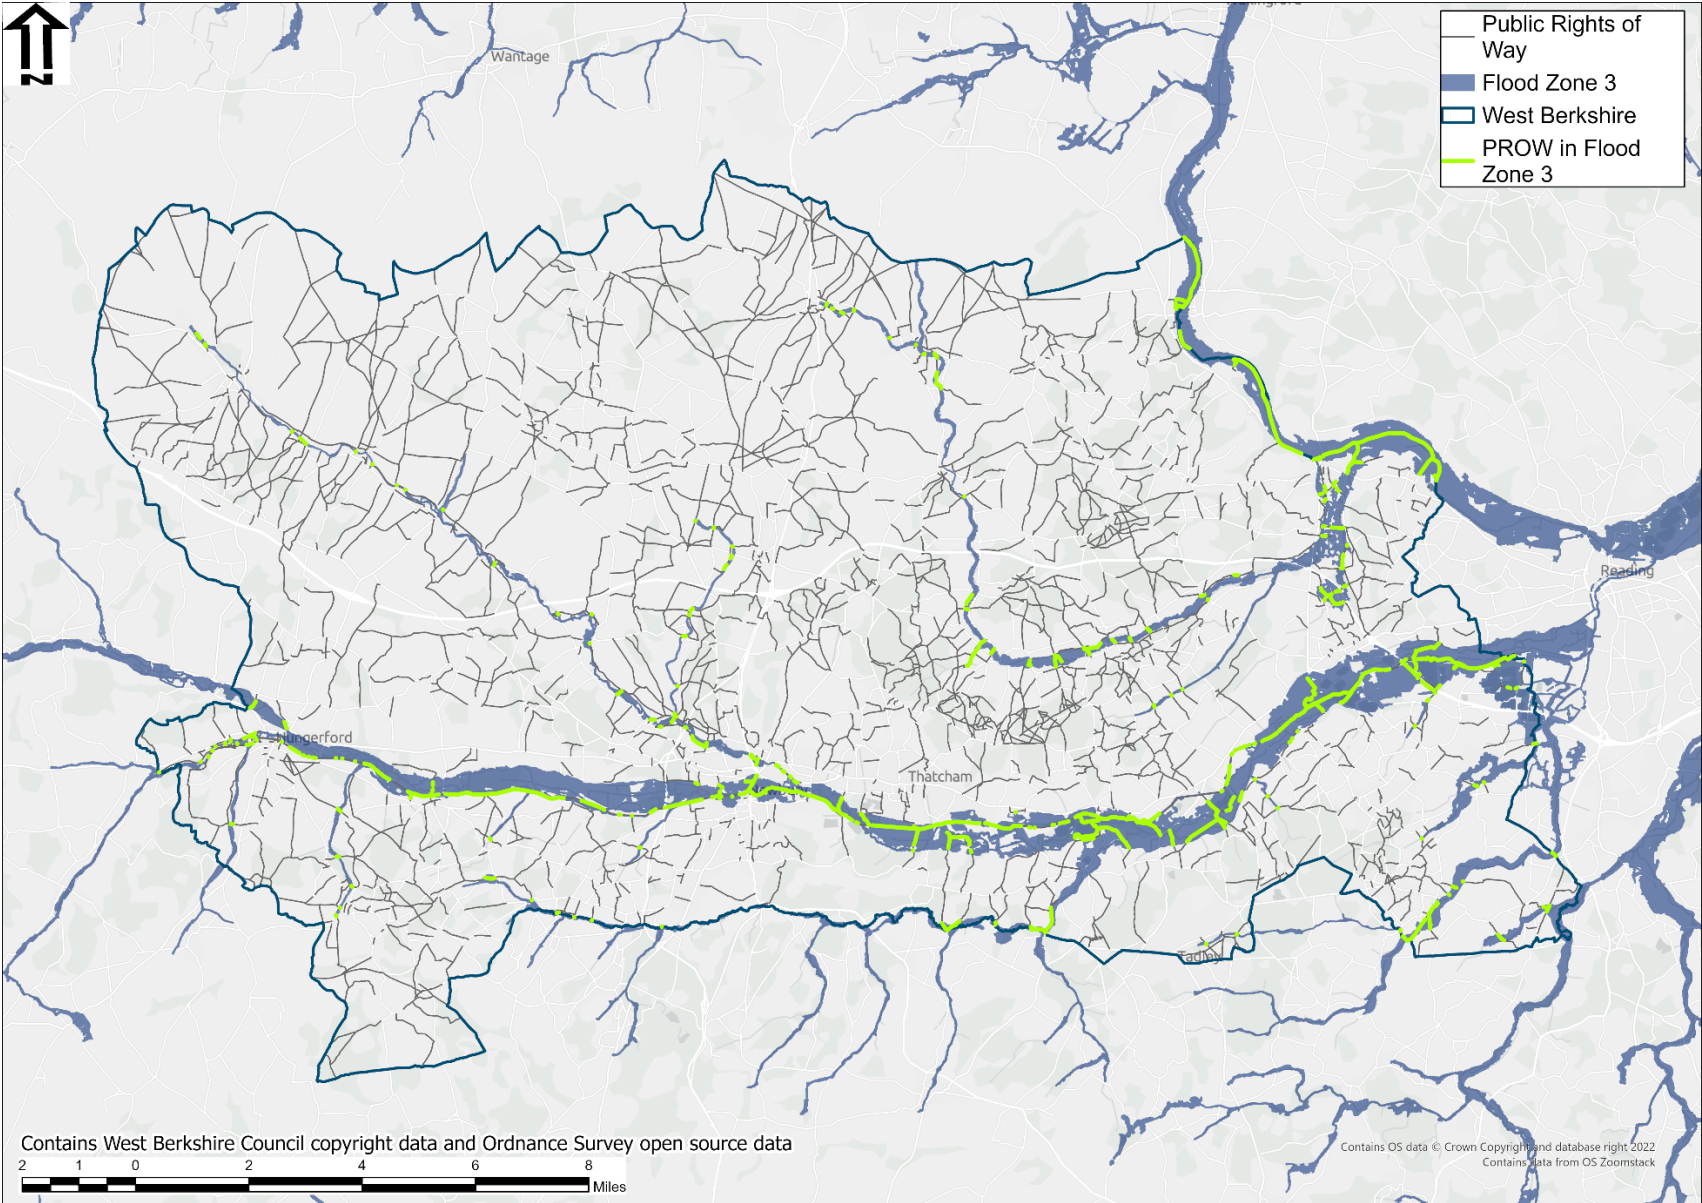 N
Wallingford
Wantage
Public Rights of
Way
Flood Zone 3
West Berkshire
PROW in Flood
Zone 3
Reading
Hungerford
Thatcham
Newbury
Tadley
Contains West Berkshire Council copyright data and Ordnance Survey open source data
2 1 0 2 4 6 8
Miles
Contains OS data © Crown Copyright and database right 2022
Contains data from OS Zoomstack